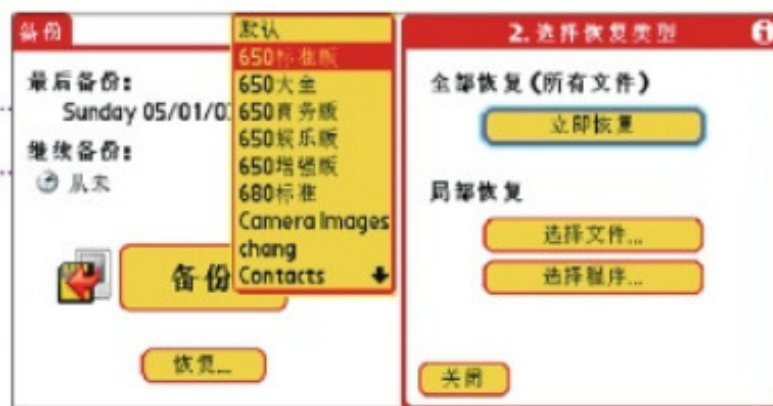 备份
最后备份:
Sunday 05/01/0
继续备份:
从未
备份
恢复...
默认
650标准版
650大全
650商务版
650娱乐版
650增强版
680标准
Camera Images
chang
Contacts
2.选择恢复类型
全部恢复(所有文件)
立即恢复
局部恢复
选择文件...
选择程序...
关闭